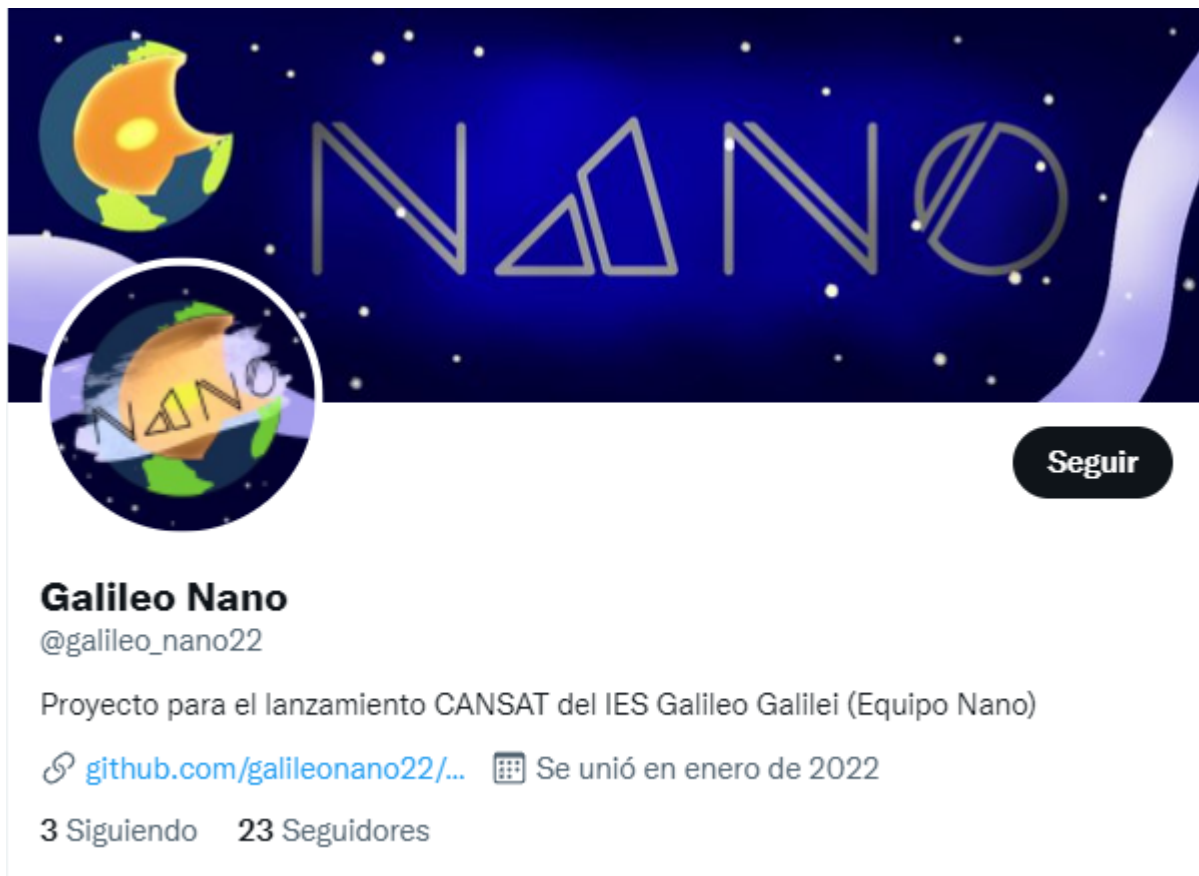 NANO
NANO
Seguir
Galileo Nano
@galileo_nano22
Proyecto para el lanzamiento CANSAT del IES Galileo Galilei (Equipo Nano)
github.com/galileonano22/... Se unió en enero de 2022
3 Siguiendo 23 Seguidores